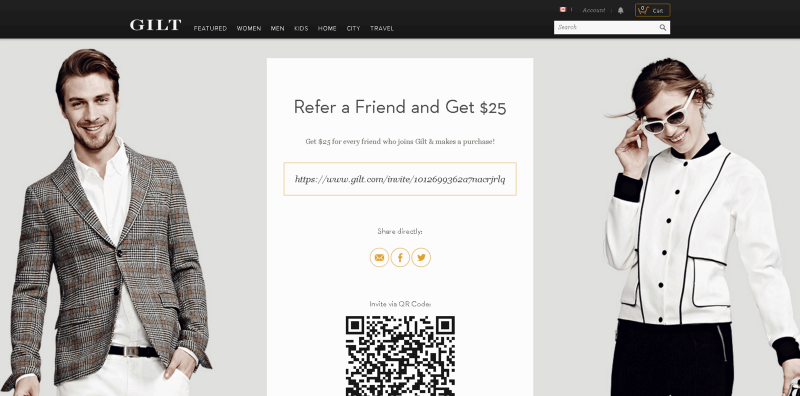 GILT
FEATURED WOMEN MEN KIDS HOME CITY TRAVEL
Account
0 Cart
Search
Refer a Friend and Get $25
Get $25 for every friend who joins Gilt & makes a purchase!
https://www.gilt.com/invite/1012699362a7nacrjrlq
Share directly:
Invite via QR Code: